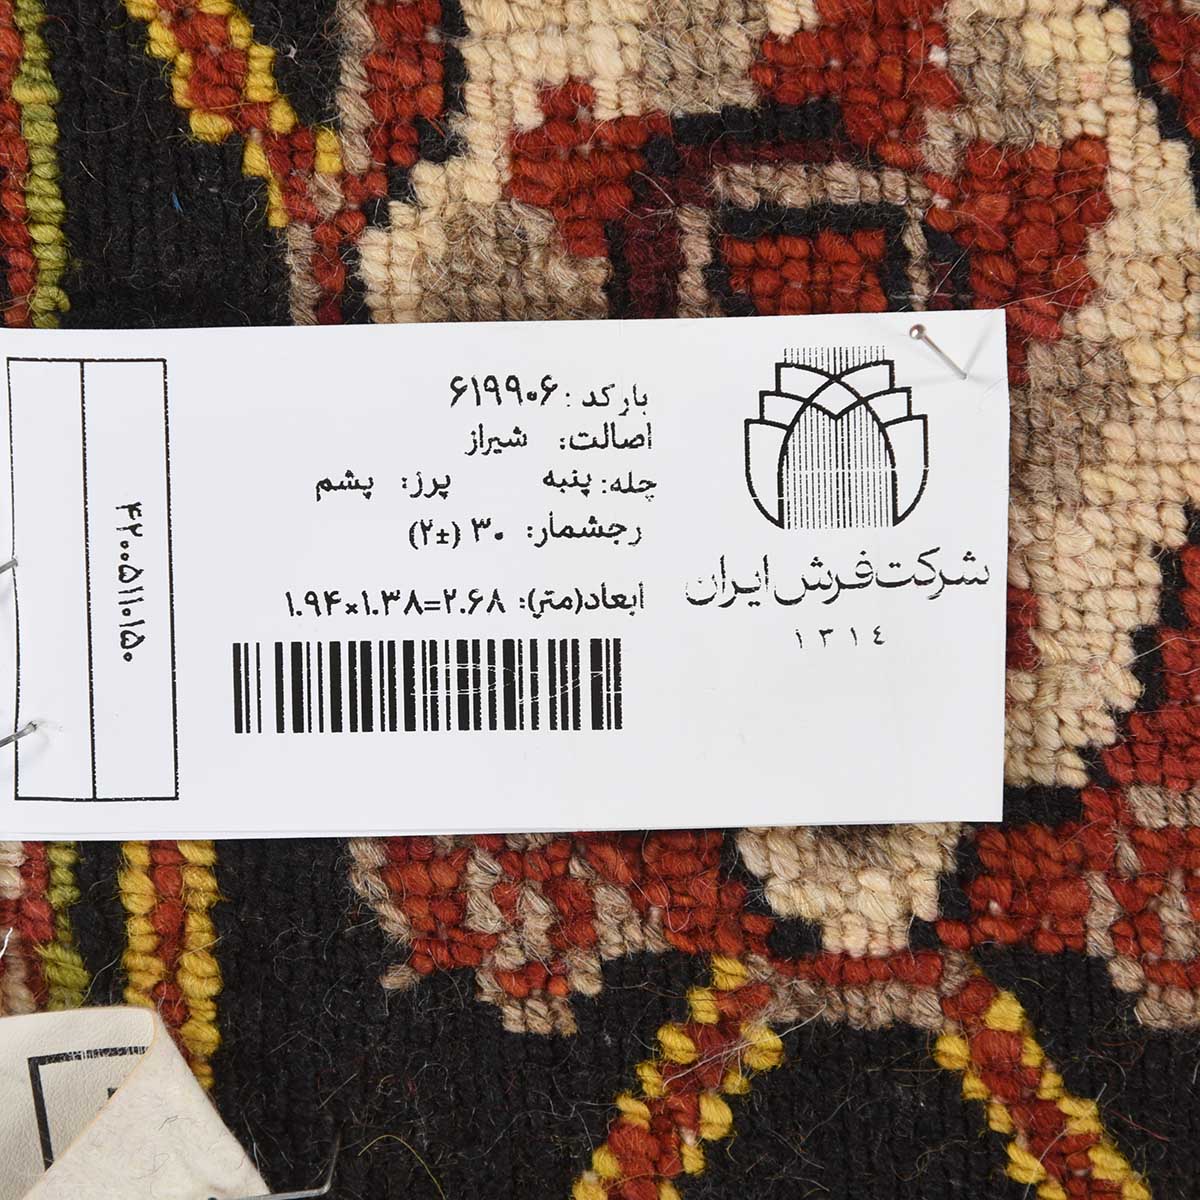 بارکد : ۶۱۹۹۰۶
اصالت: شیراز
چله: پنبه پرز: پشم
رجشمار: ۳۰ (±۲)
ابعاد(متر): ۱.۹۴×۱.۳۸=۲.۶۸
شرکت فرش ایران
١٣١٤
۴۲۰۰۵۱۱۰۱۵۰